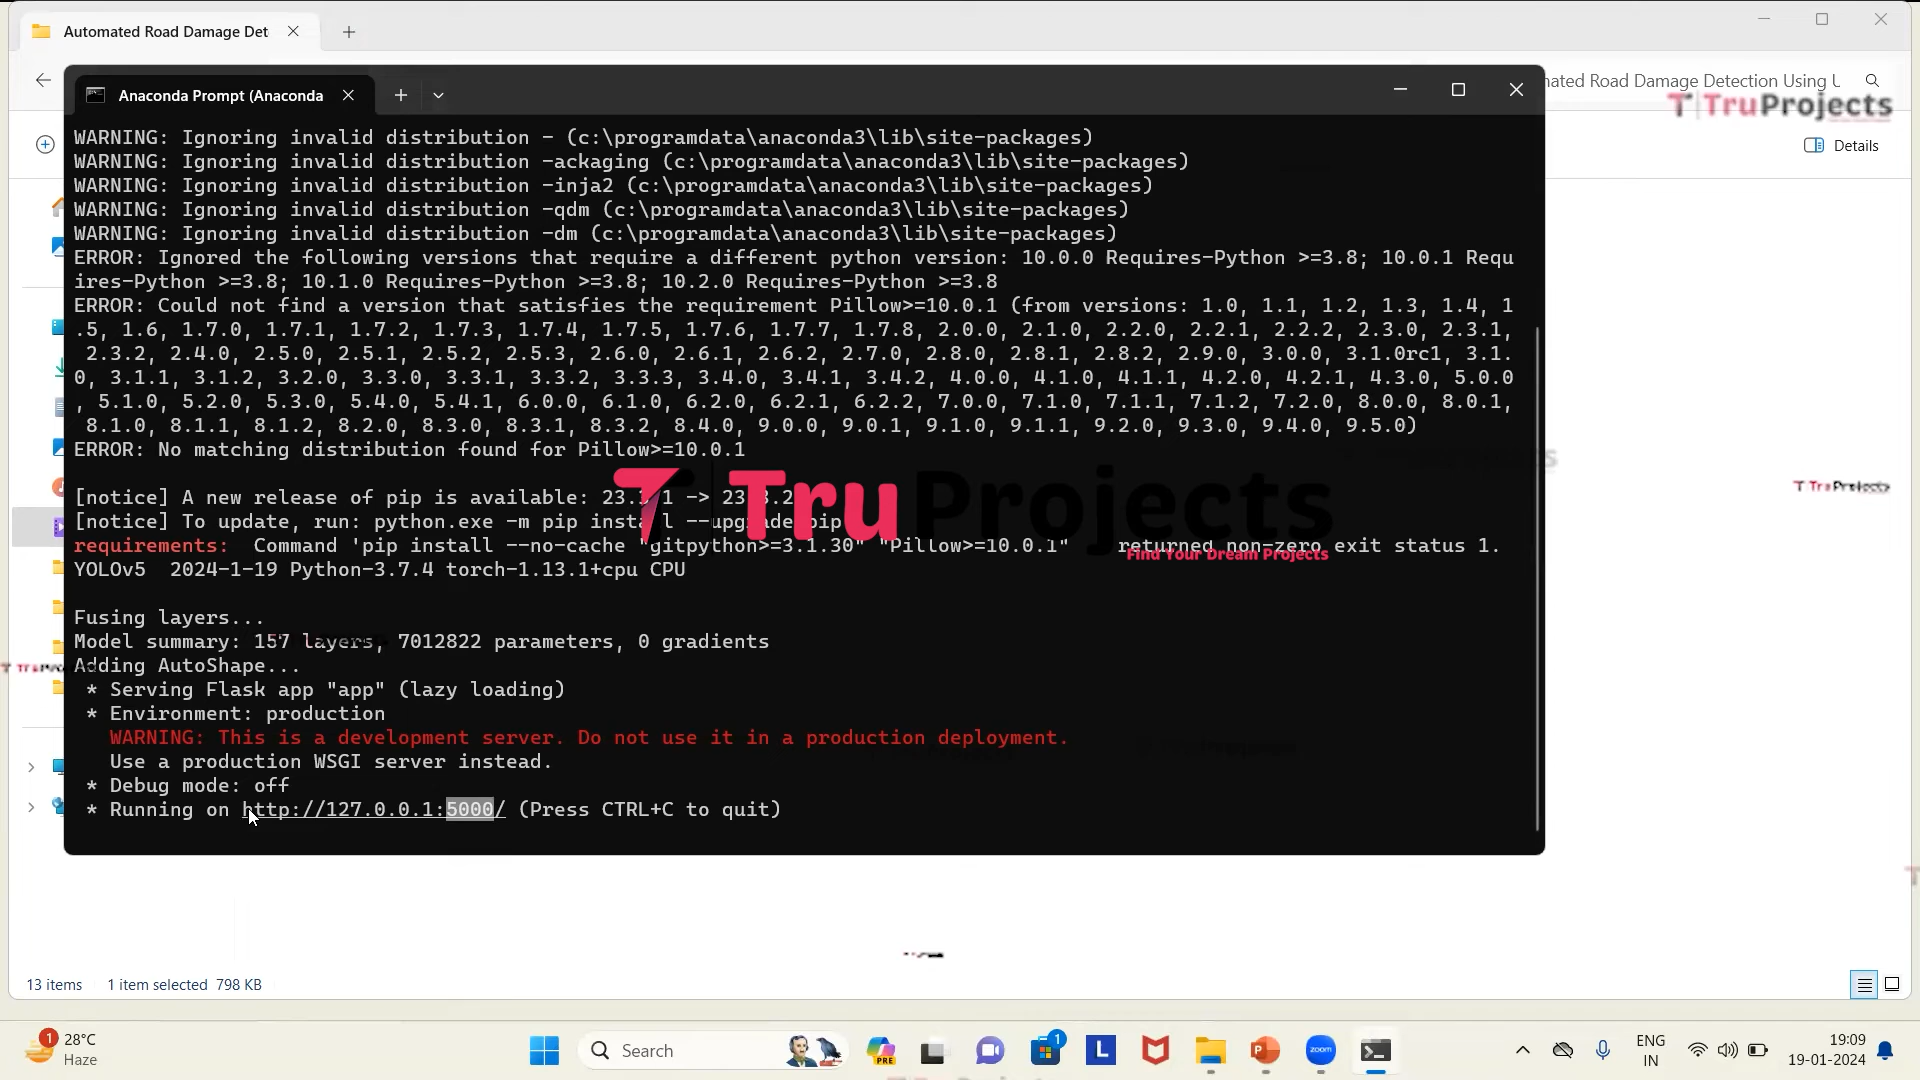 Automated Road Damage Det
Anaconda Prompt (Anaconda
nated Road Damage Detection Using U
TruProjects
Details
WARNING: Ignoring invalid distribution - (c:\programdata\anaconda3\lib\site-packages)
WARNING: Ignoring invalid distribution -ackaging (c:\programdata\anaconda3\lib\site-packages)
WARNING: Ignoring invalid distribution -inja2 (c:\programdata\anaconda3\lib\site-packages)
WARNING: Ignoring invalid distribution -qdm (c:\programdata\anaconda3\lib\site-packages)
WARNING: Ignoring invalid distribution -dm (c:\programdata\anaconda3\lib\site-packages)
ERROR: Ignored the following versions that require a different python version: 10.0.0 Requires-Python >=3.8; 10.0.1 Requ
ires-Python >=3.8; 10.1.0 Requires-Python >=3.8; 10.2.0 Requires-Python >=3.8
ERROR: Could not find a version that satisfies the requirement Pillow>=10.0.1 (from versions: 1.0, 1.1, 1.2, 1.3, 1.4, 1
.5, 1.6, 1.7.0, 1.7.1, 1.7.2, 1.7.3, 1.7.4, 1.7.5, 1.7.6, 1.7.7, 1.7.8, 2.0.0, 2.1.0, 2.2.0, 2.2.1, 2.2.2, 2.3.0, 2.3.1,
2.3.2, 2.4.0, 2.5.0, 2.5.1, 2.5.2, 2.5.3, 2.6.0, 2.6.1, 2.6.2, 2.7.0, 2.8.0, 2.8.1, 2.8.2, 2.9.0, 3.0.0, 3.1.0rc1, 3.1.
0, 3.1.1, 3.1.2, 3.2.0, 3.3.0, 3.3.1, 3.3.2, 3.3.3, 3.4.0, 3.4.1, 3.4.2, 4.0.0, 4.1.0, 4.1.1, 4.2.0, 4.2.1, 4.3.0, 5.0.0
, 5.1.0, 5.2.0, 5.3.0, 5.4.0, 5.4.1, 6.0.0, 6.1.0, 6.2.0, 6.2.1, 6.2.2, 7.0.0, 7.1.0, 7.1.1, 7.1.2, 7.2.0, 8.0.0, 8.0.1,
8.1.0, 8.1.1, 8.1.2, 8.2.0, 8.3.0, 8.3.1, 8.3.2, 8.4.0, 9.0.0, 9.0.1, 9.1.0, 9.1.1, 9.2.0, 9.3.0, 9.4.0, 9.5.0)
ERROR: No matching distribution found for Pillow>=10.0.1
TruProjects
Find Your Dream Projects
TruProjects
[notice] A new release of pip is available: 23.3.1 -> 23.3.2
[notice] To update, run: python.exe -m pip install --upgrade pip
requirements: Command 'pip install --no-cache "gitpython>=3.1.30" "Pillow>=10.0.1" returned non-zero exit status 1.
YOLOv5 2024-1-19 Python-3.7.4 torch-1.13.1+cpu CPU
Fusing layers...
Model summary: 157 layers, 7012822 parameters, 0 gradients
Adding AutoShape...
* Serving Flask app "app" (lazy loading)
* Environment: production
WARNING: This is a development server. Do not use it in a production deployment.
Use a production WSGI server instead.
* Debug mode: off
* Running on http://127.0.0.1:5000/ (Press CTRL+C to quit)
13 items 1 item selected 798 KB
1
28°C
Haze
Search
PRE
1
L
zoom
ENG
IN
19:09
19-01-2024